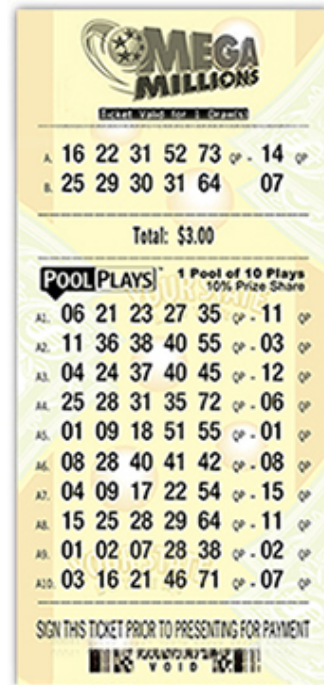 MEGA
MILLIONS
Ticket Valid for 1 Draw(s)
A. 16 22 31 52 73 QP - 14 QP
B. 25 29 30 31 64 07
Total: $3.00
POOL PLAYS™ 1 Pool of 10 Plays
10% Prize Share
A1. 06 21 23 27 35 QP - 11 QP
A2. 11 36 38 40 55 QP - 03 QP
A3. 04 24 37 40 45 QP - 12 QP
A4. 25 28 31 35 72 QP - 06 QP
A5. 01 09 18 51 55 QP - 01 QP
A6. 08 28 40 41 42 QP - 08 QP
A7. 04 09 17 22 54 QP - 15 QP
A8. 15 25 28 29 64 QP - 11 QP
A9. 01 02 07 28 38 QP - 02 QP
A10. 03 16 21 46 71 QP - 07 QP
SIGN THIS TICKET PRIOR TO PRESENTING FOR PAYMENT
VOID